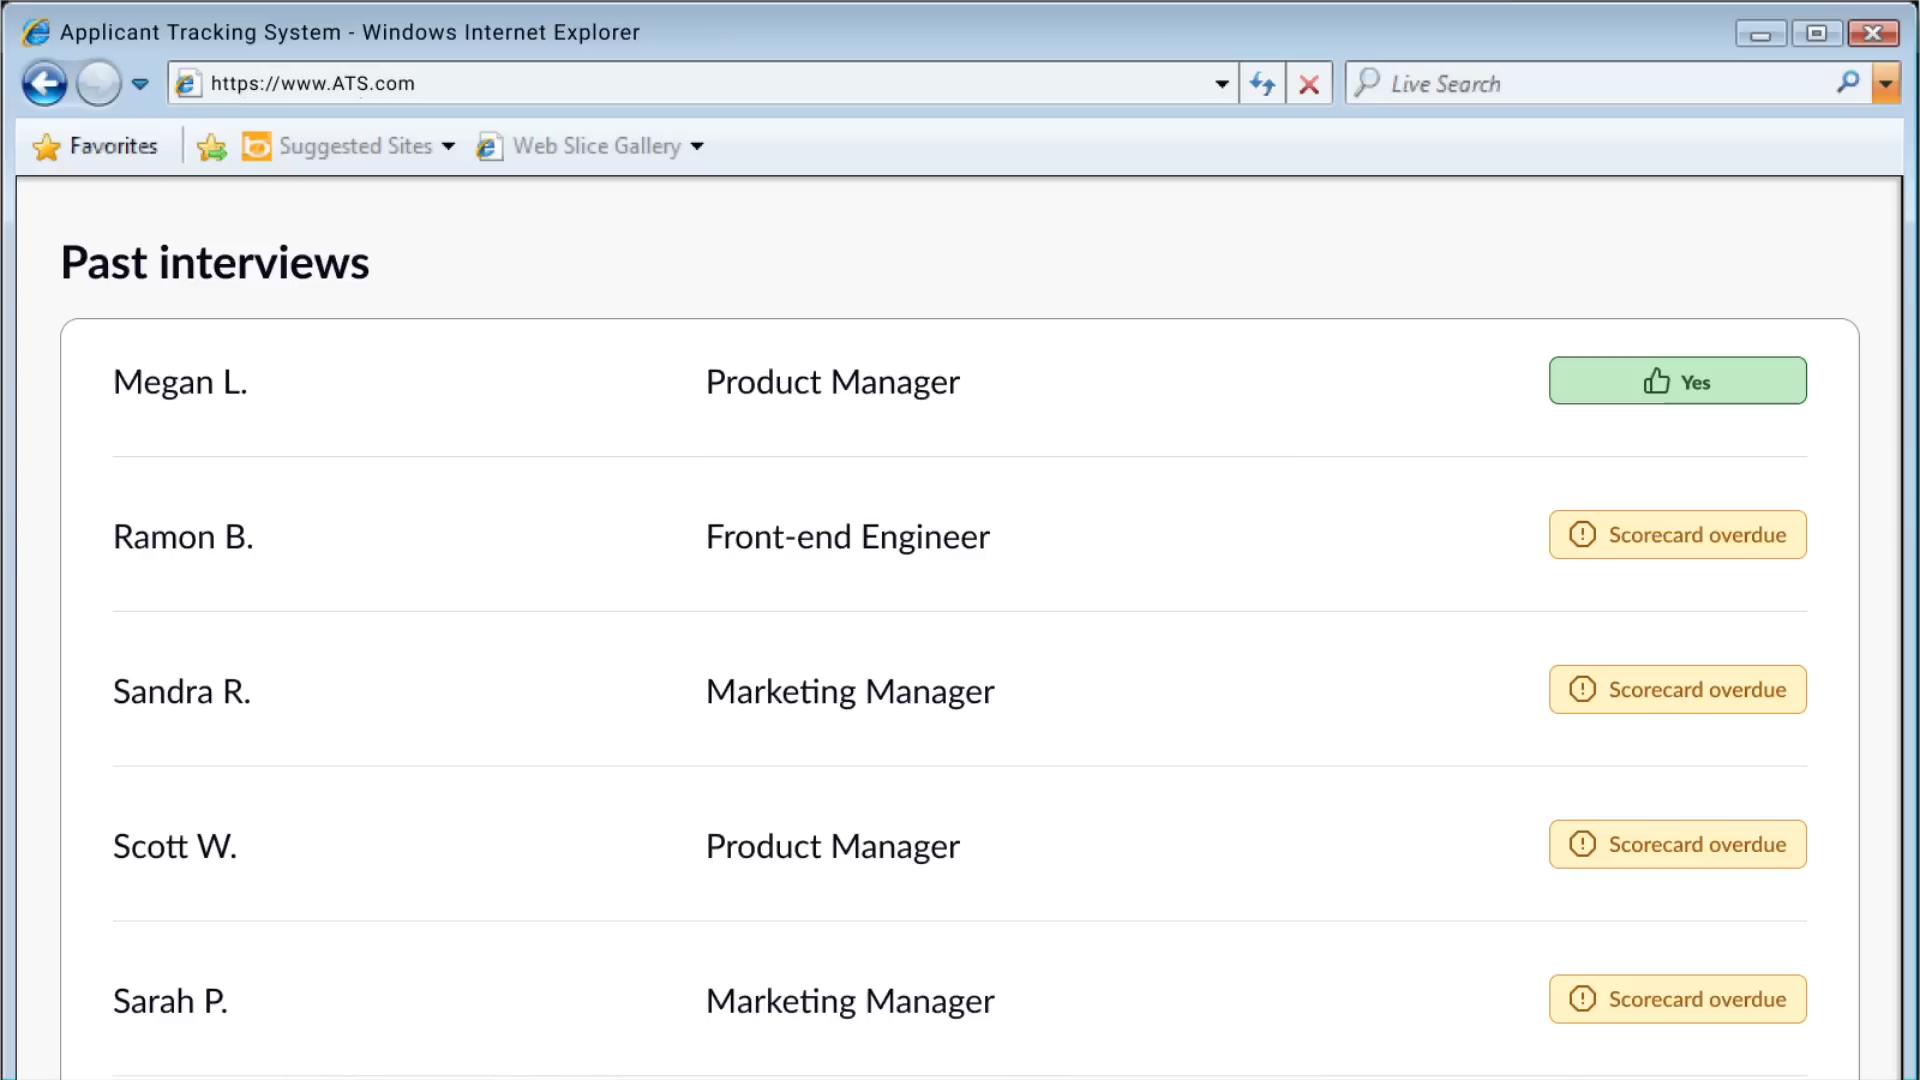 Applicant Tracking System - Windows Internet Explorer
https://www.ATS.com
Live Search
Favorites
Suggested Sites
Web Slice Gallery
Past interviews
Megan L. Product Manager Yes
Ramon B. Front-end Engineer Scorecard overdue
Sandra R. Marketing Manager Scorecard overdue
Scott W. Product Manager Scorecard overdue
Sarah P. Marketing Manager Scorecard overdue